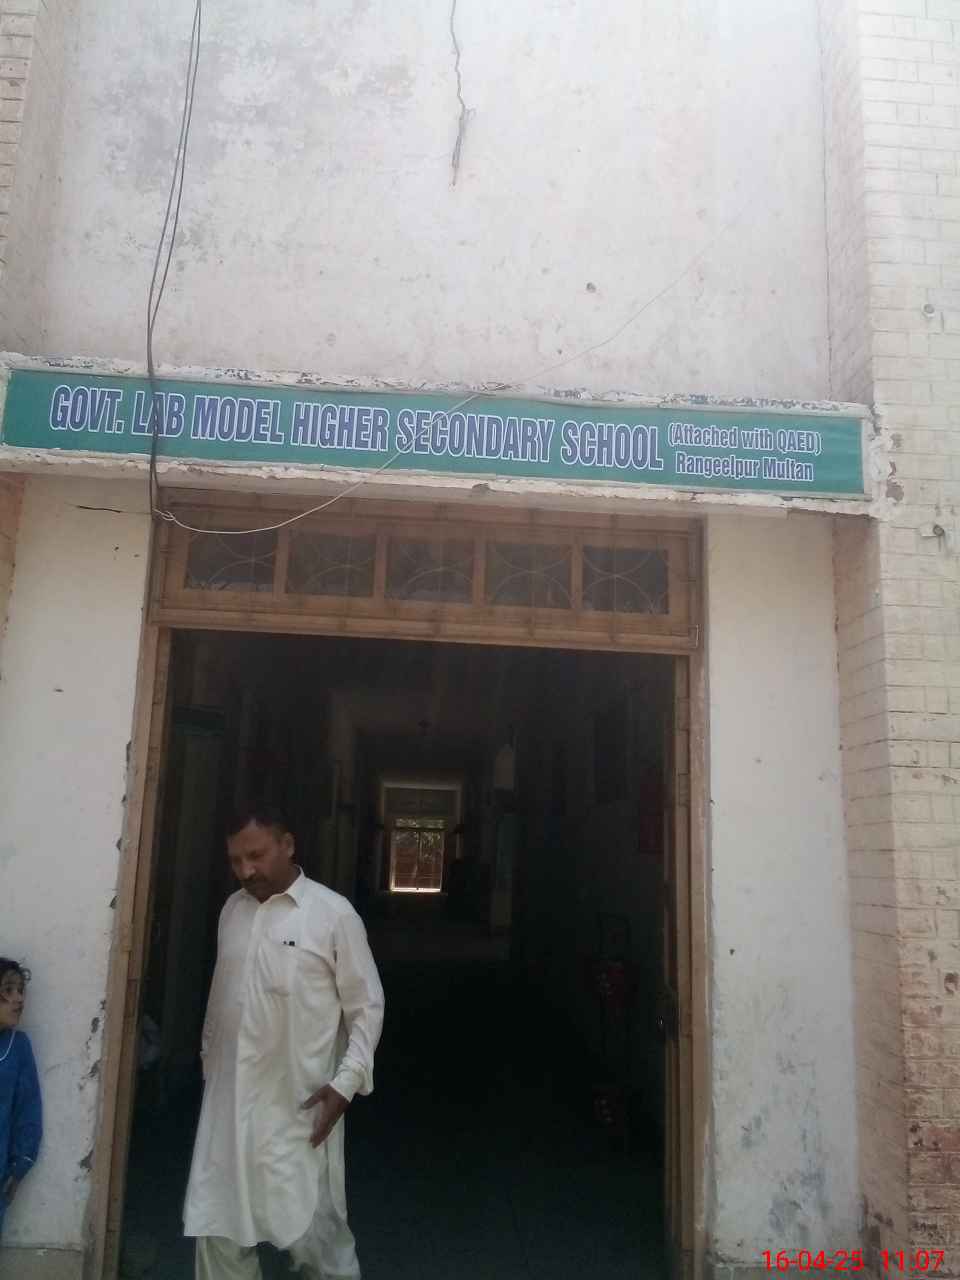 GOVT. LAB MODEL HIGHER SECONDARY SCHOOL (Attached with QAED)
Rangeelpur Multan
16-04-25 11:07